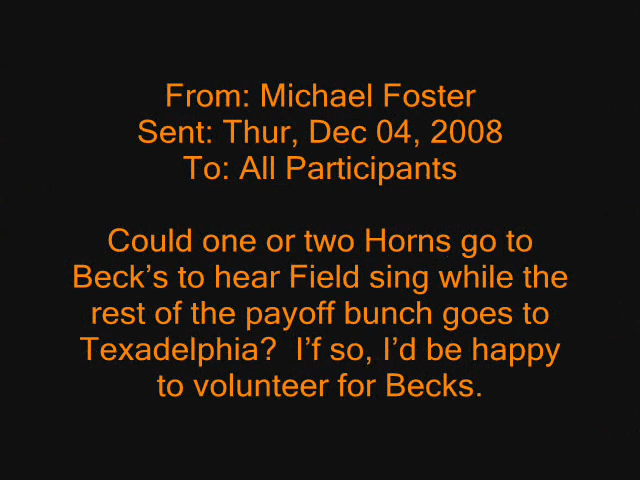 From: Michael Foster
Sent: Thur, Dec 04, 2008
To: All Participants
Could one or two Horns go to
Beck's to hear Field sing while the
rest of the payoff bunch goes to
Texadelphia?  I'f so, I'd be happy
to volunteer for Becks.